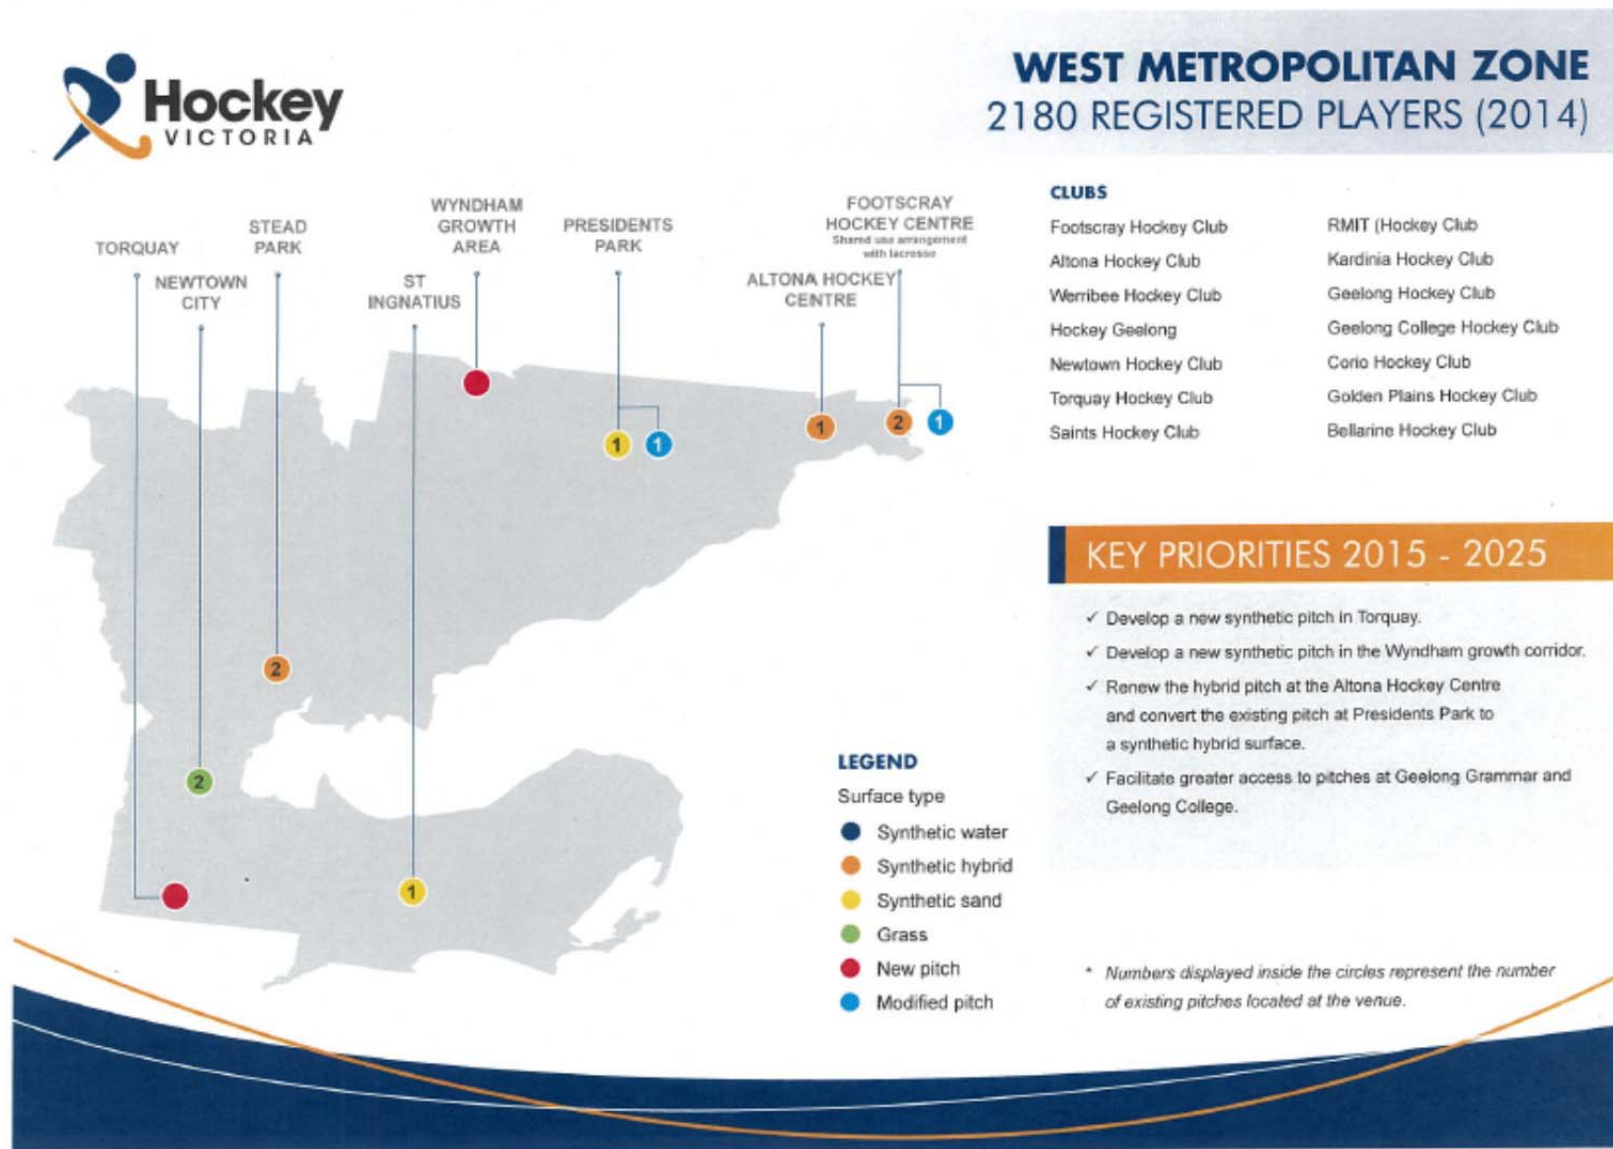 Hockey
VICTORIA
WEST METROPOLITAN ZONE
2180 REGISTERED PLAYERS (2014)
TORQUAY
NEWTOWN
CITY
STEAD
PARK
ST
INGNATIUS
WYNDHAM
GROWTH
AREA
PRESIDENTS
PARK
ALTONA HOCKEY
CENTRE
FOOTSCRAY
HOCKEY CENTRE
Shared use arrangement
with lacrosse
1
1
1
2
1
2
2
1
CLUBS
Footscray Hockey Club
Altona Hockey Club
Werribee Hockey Club
Hockey Geelong
Newtown Hockey Club
Torquay Hockey Club
Saints Hockey Club
RMIT (Hockey Club
Kardinia Hockey Club
Geelong Hockey Club
Geelong College Hockey Club
Corio Hockey Club
Golden Plains Hockey Club
Bellarine Hockey Club
KEY PRIORITIES 2015 - 2025
✓ Develop a new synthetic pitch in Torquay.
✓ Develop a new synthetic pitch in the Wyndham growth corridor.
✓ Renew the hybrid pitch at the Altona Hockey Centre
and convert the existing pitch at Presidents Park to
a synthetic hybrid surface.
✓ Facilitate greater access to pitches at Geelong Grammar and
Geelong College.
LEGEND
Surface type
Synthetic water
Synthetic hybrid
Synthetic sand
Grass
New pitch
Modified pitch
* Numbers displayed inside the circles represent the number
of existing pitches located at the venue.